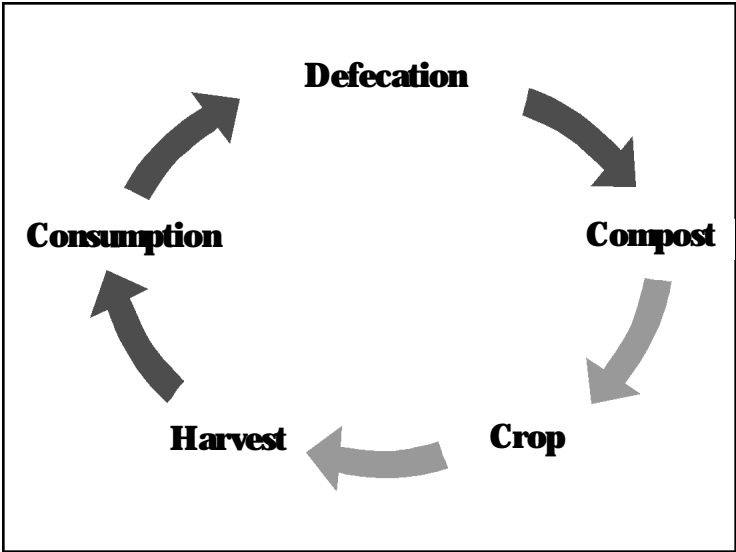 Defecation
Consumption
Compost
Harvest
Crop